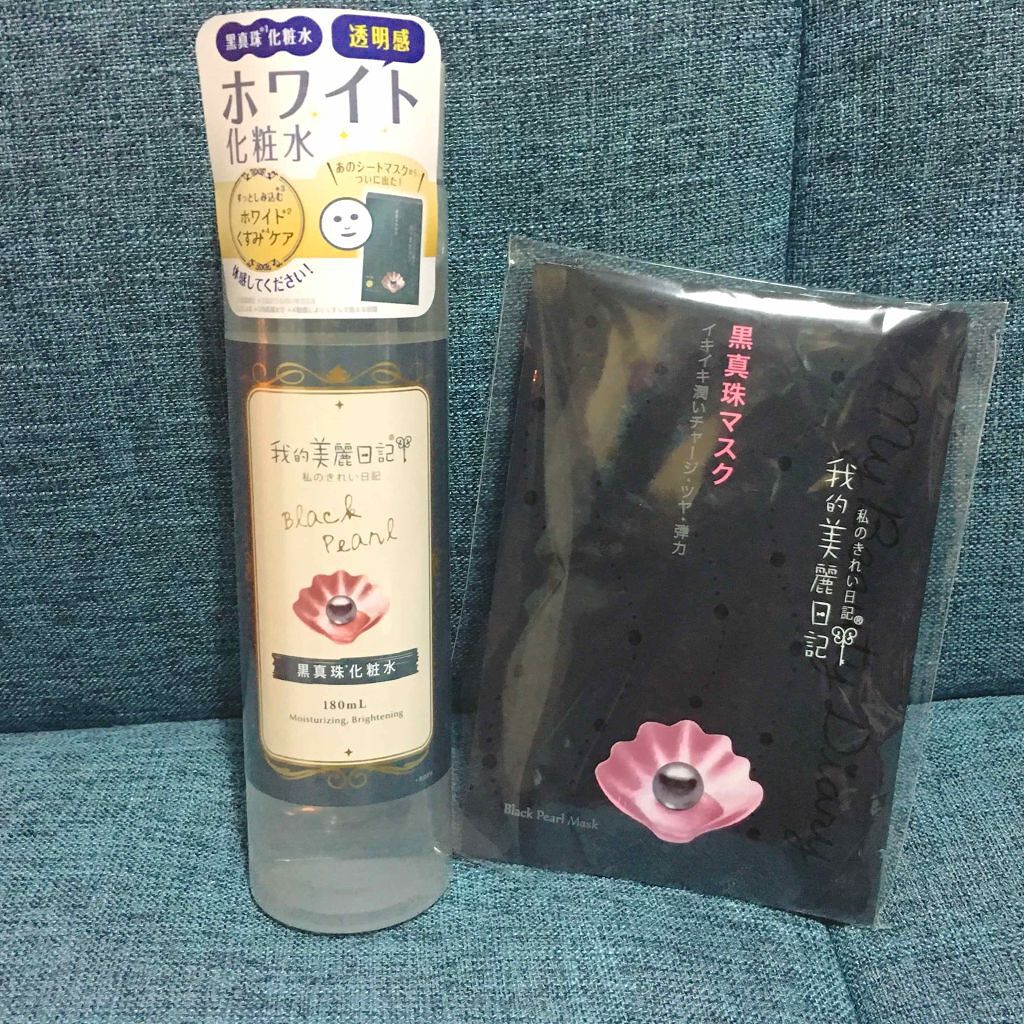 黒真珠*1化粧水
透明感
ホワイト
化粧水
あのシートマスクから、
ついに出た!
すっとしみ込む*3
ホワイト*2
くすみ*4ケア
体感してください!
我的美麗日記®
私のきれい日記
Black
Pearl
黒真珠*化粧水
180mL
Moisturizing, Brightening
黒真珠マスク
イキイキ潤いチャージ・ツヤ・弾力
我的美麗日記
私のきれい日記®
My Beauty Diary
Black Pearl Mask